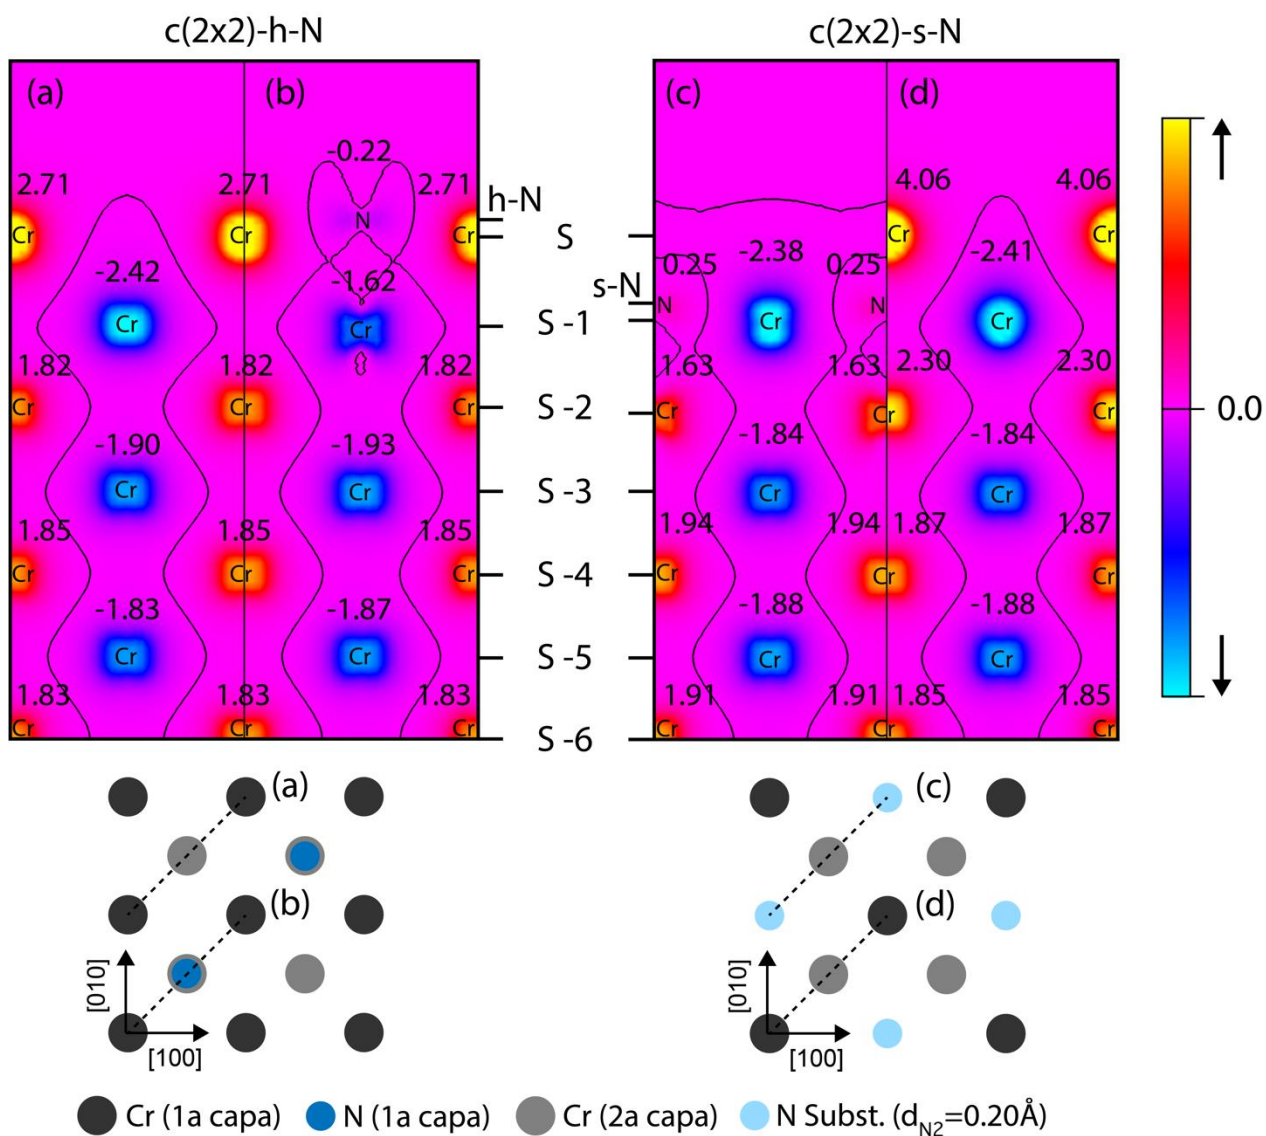 c(2x2)-h-N
c(2x2)-s-N
(a) (b) (c) (d)
-0.22
2.71 2.71 2.71 4.06 4.06
h-N
N
Cr Cr Cr S Cr Cr
-2.42 -1.62 -2.38 -2.41
0.25 0.25
s-N N N
Cr Cr S -1 Cr Cr
1.82 1.82 1.82 1.63 1.63 2.30 2.30
Cr Cr Cr S -2 Cr Cr Cr
0.0
-1.90 -1.93 -1.84 -1.84
Cr Cr S -3 Cr Cr
1.85 1.85 1.85 1.94 1.94 1.87 1.87
Cr Cr Cr S -4 Cr Cr Cr
-1.83 -1.87 -1.88 -1.88
Cr Cr S -5 Cr Cr
1.83 1.83 1.83 1.91 1.91 1.85 1.85
Cr Cr Cr S -6 Cr Cr Cr
(a) (c)
(b) (d)
[010] [010]
[100] [100]
Cr (1a capa) N (1a capa) Cr (2a capa) N Subst. (dN2=0.20Å)